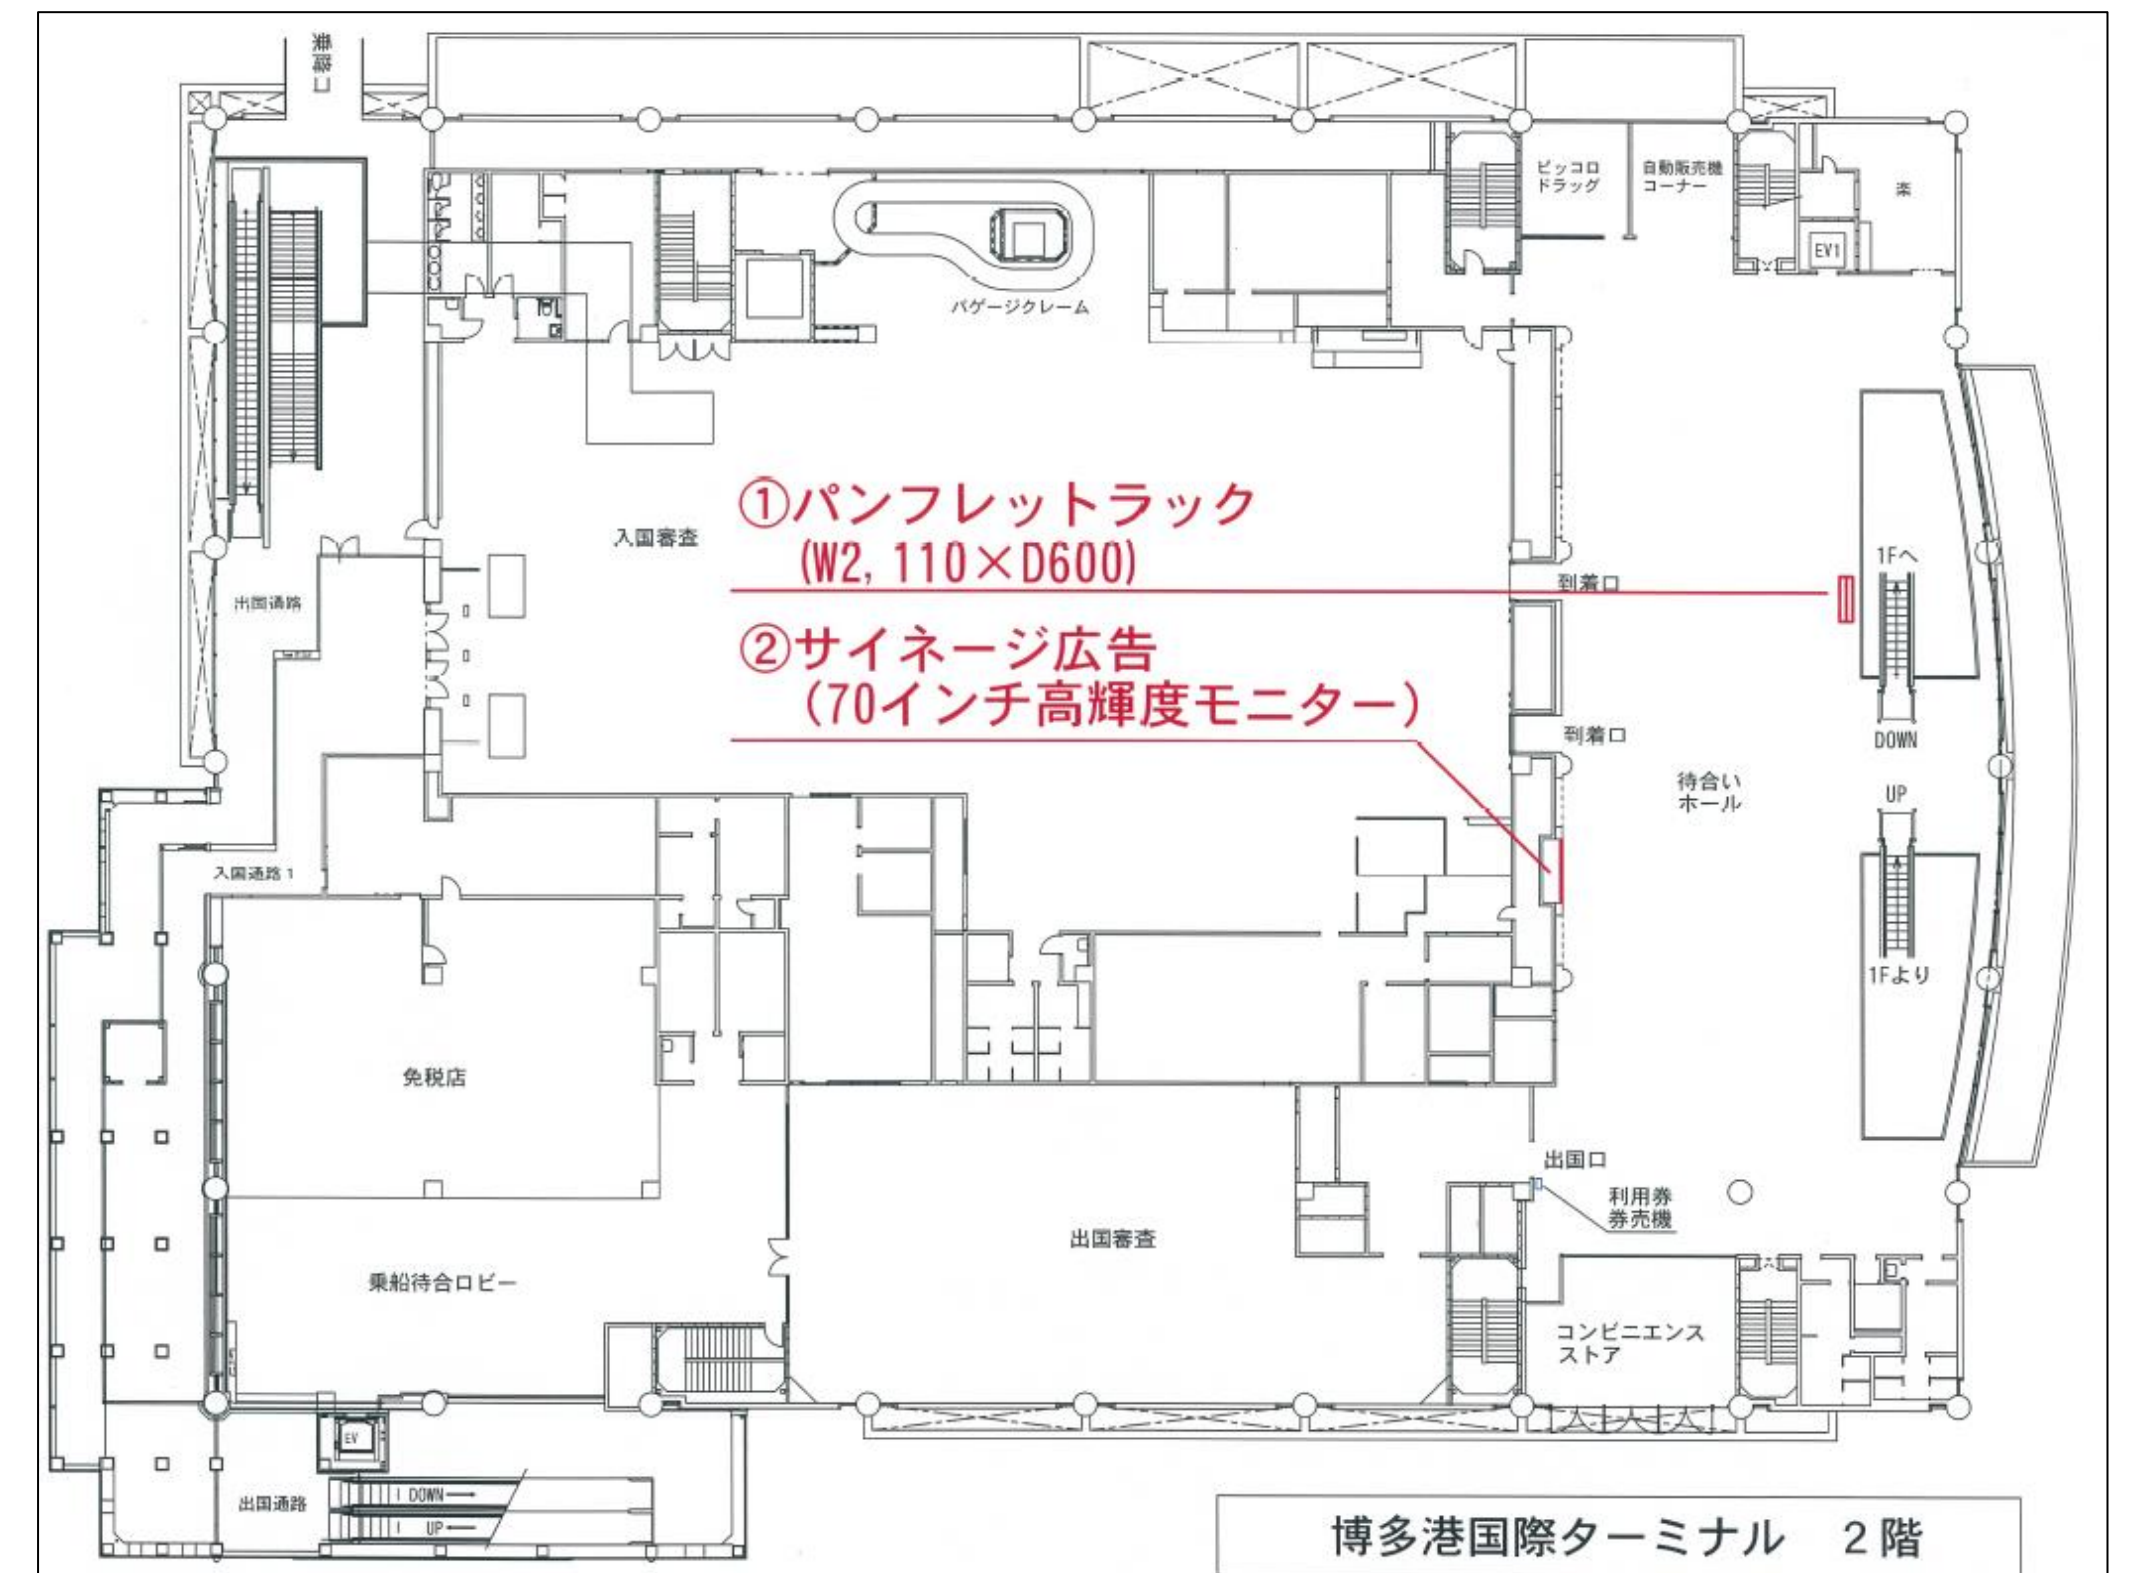 乗降コ
ピッコロ
ドラッグ
自動販売機
コーナー
楽
EV1
バゲージクレーム
①パンフレットラック
(W2,110×D600)
入国審査
1Fへ
到着口
出国通路
②サイネージ広告
(70インチ高輝度モニター)
到着口
DOWN
待合い
ホール
UP
入国通路1
1Fより
免税店
出国口
利用券
券売機
出国審査
乗船待合ロビー
コンビニエンス
ストア
EV
DOWN
出国通路
UP
博多港国際ターミナル 2階